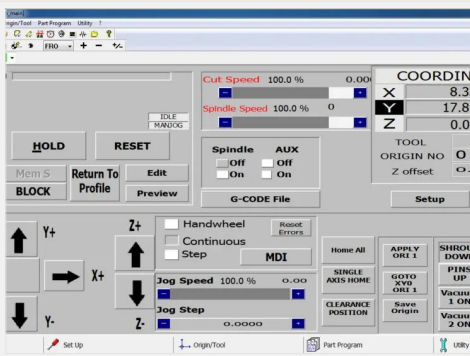 main
rigin/Tool Part Program Utility ?
FRO + - +/-
Cut Speed 100.0 % 0.00
Spindle Speed 100.0 % 0
COORDIN
X 8.3
Y 17.8
Z 0.0
IDLE
MANJOG
HOLD RESET
Mem S Return To Profile Edit
BLOCK Preview
Spindle AUX
Off Off
On On
G-CODE File
TOOL
ORIGIN NO 0
Z offset 0.
Setup
Y+ Z+
X+
Y- Z-
Handwheel Reset Errors
Continuous
Step MDI
Jog Speed 100.0 % 0.00
Jog Step
0.0000
Home All
SINGLE AXIS HOME
CLEARANCE POSITION
APPLY ORI 1
GOTO XY0 ORI 1
Save Origin
SHROU DOWN
PINS UP
Vacuu 1 ON
Vacuu 2 ON
Set Up Origin/Tool Part Program Utility